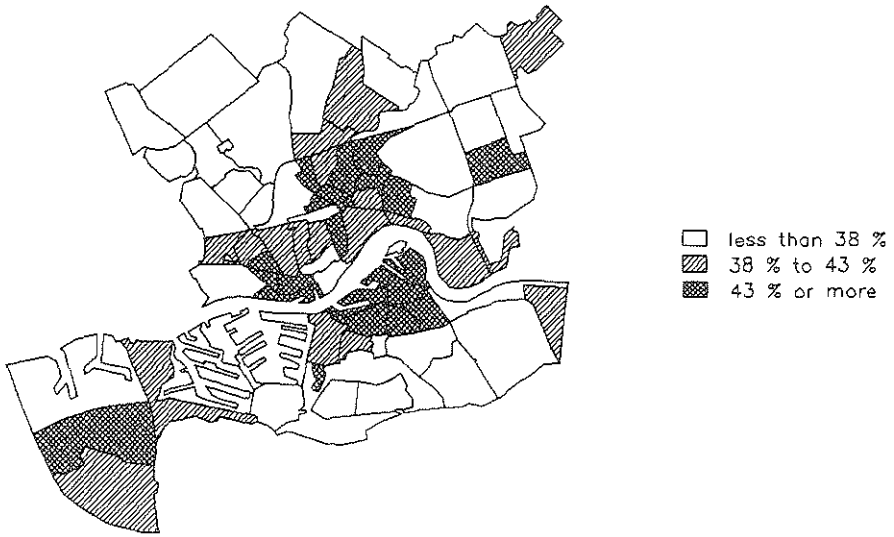 less than 38 %
38 % to 43 %
43 % or more